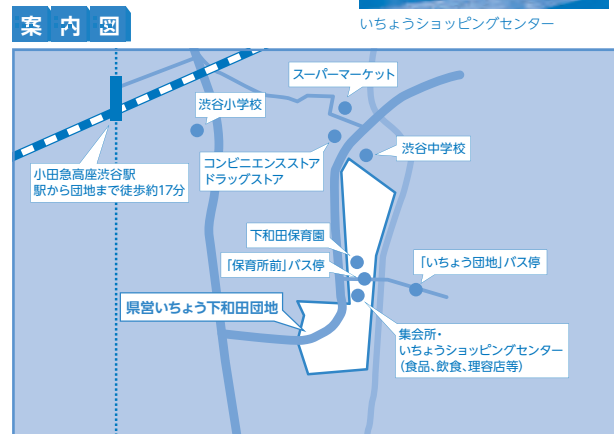 いちょうショッピングセンター
案内図
スーパーマーケット
渋谷小学校
渋谷中学校
コンビニエンスストア
ドラッグストア
小田急高座渋谷駅
駅から団地まで徒歩約17分
下和田保育園
「保育所前」バス停
「いちょう団地」バス停
県営いちょう下和田団地
集会所・
いちょうショッピングセンター
（食品、飲食、理容店等）